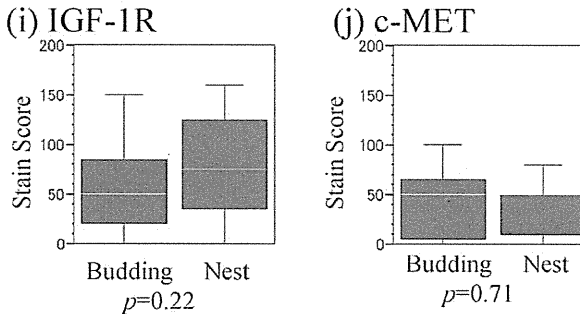 (i) IGF-1R
200
150
100
50
0
Stain Score
Budding Nest
p=0.22
(j) c-MET
200
150
100
50
0
Stain Score
Budding Nest
p=0.71